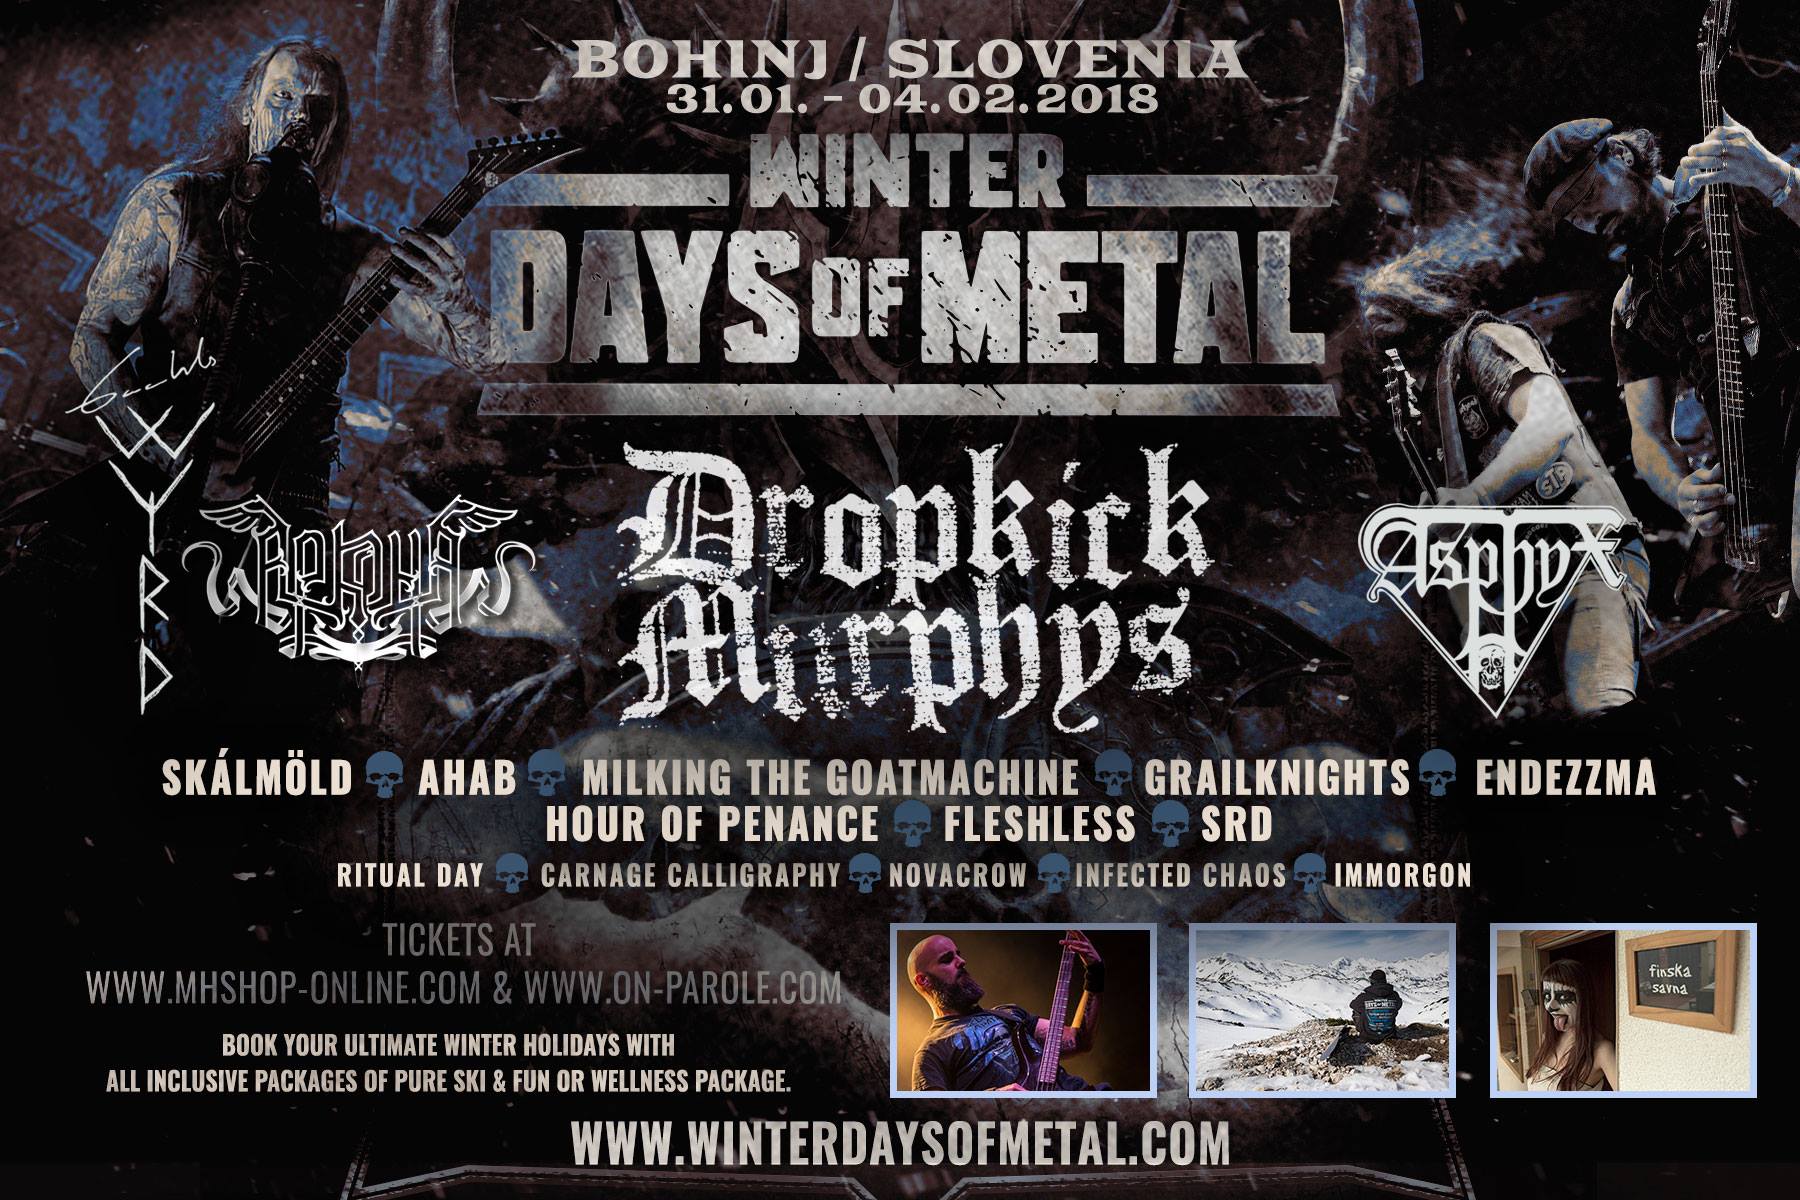 BOHINJ / SLOVENIA
31.01. - 04.02.2018
WINTER
DAYS OF METAL
WYRD
Аркона
Dropkick
Murphys
Asphyx
SKÁLMÖLD AHAB MILKING THE GOATMACHINE GRAILKNIGHTS ENDEZZMA
HOUR OF PENANCE FLESHLESS SRD
RITUAL DAY CARNAGE CALLIGRAPHY NOVACROW INFECTED CHAOS IMMORGON
TICKETS AT
WWW.MHSHOP-ONLINE.COM & WWW.ON-PAROLE.COM
BOOK YOUR ULTIMATE WINTER HOLIDAYS WITH
ALL INCLUSIVE PACKAGES OF PURE SKI & FUN OR WELLNESS PACKAGE.
finska
savna
WWW.WINTERDAYSOFMETAL.COM